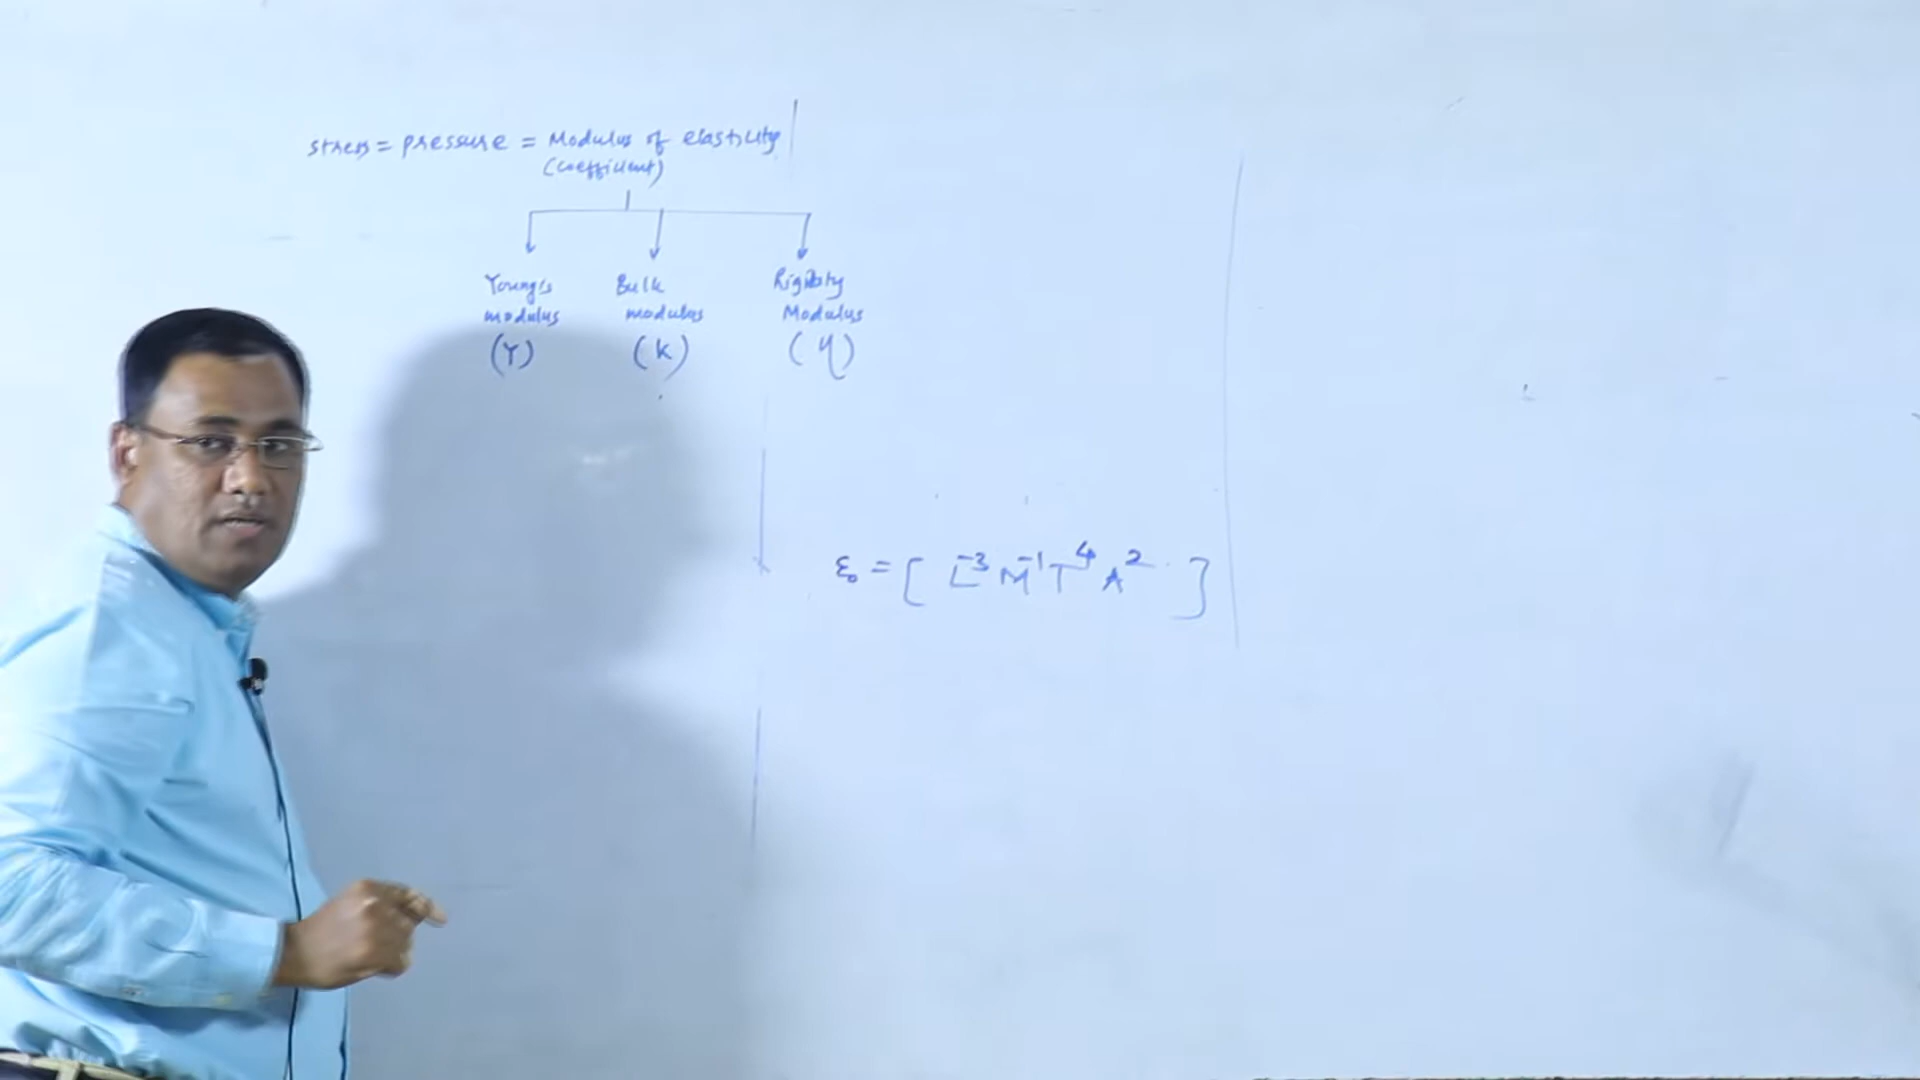 stress = pressure = Modulus of elasticity
(coefficient)
Young's Bulk Rigidity
modulus modulus Modulus
(Y) (K) (η)
ε₀ = [ L⁻³ M⁻¹ T⁴ A² ]